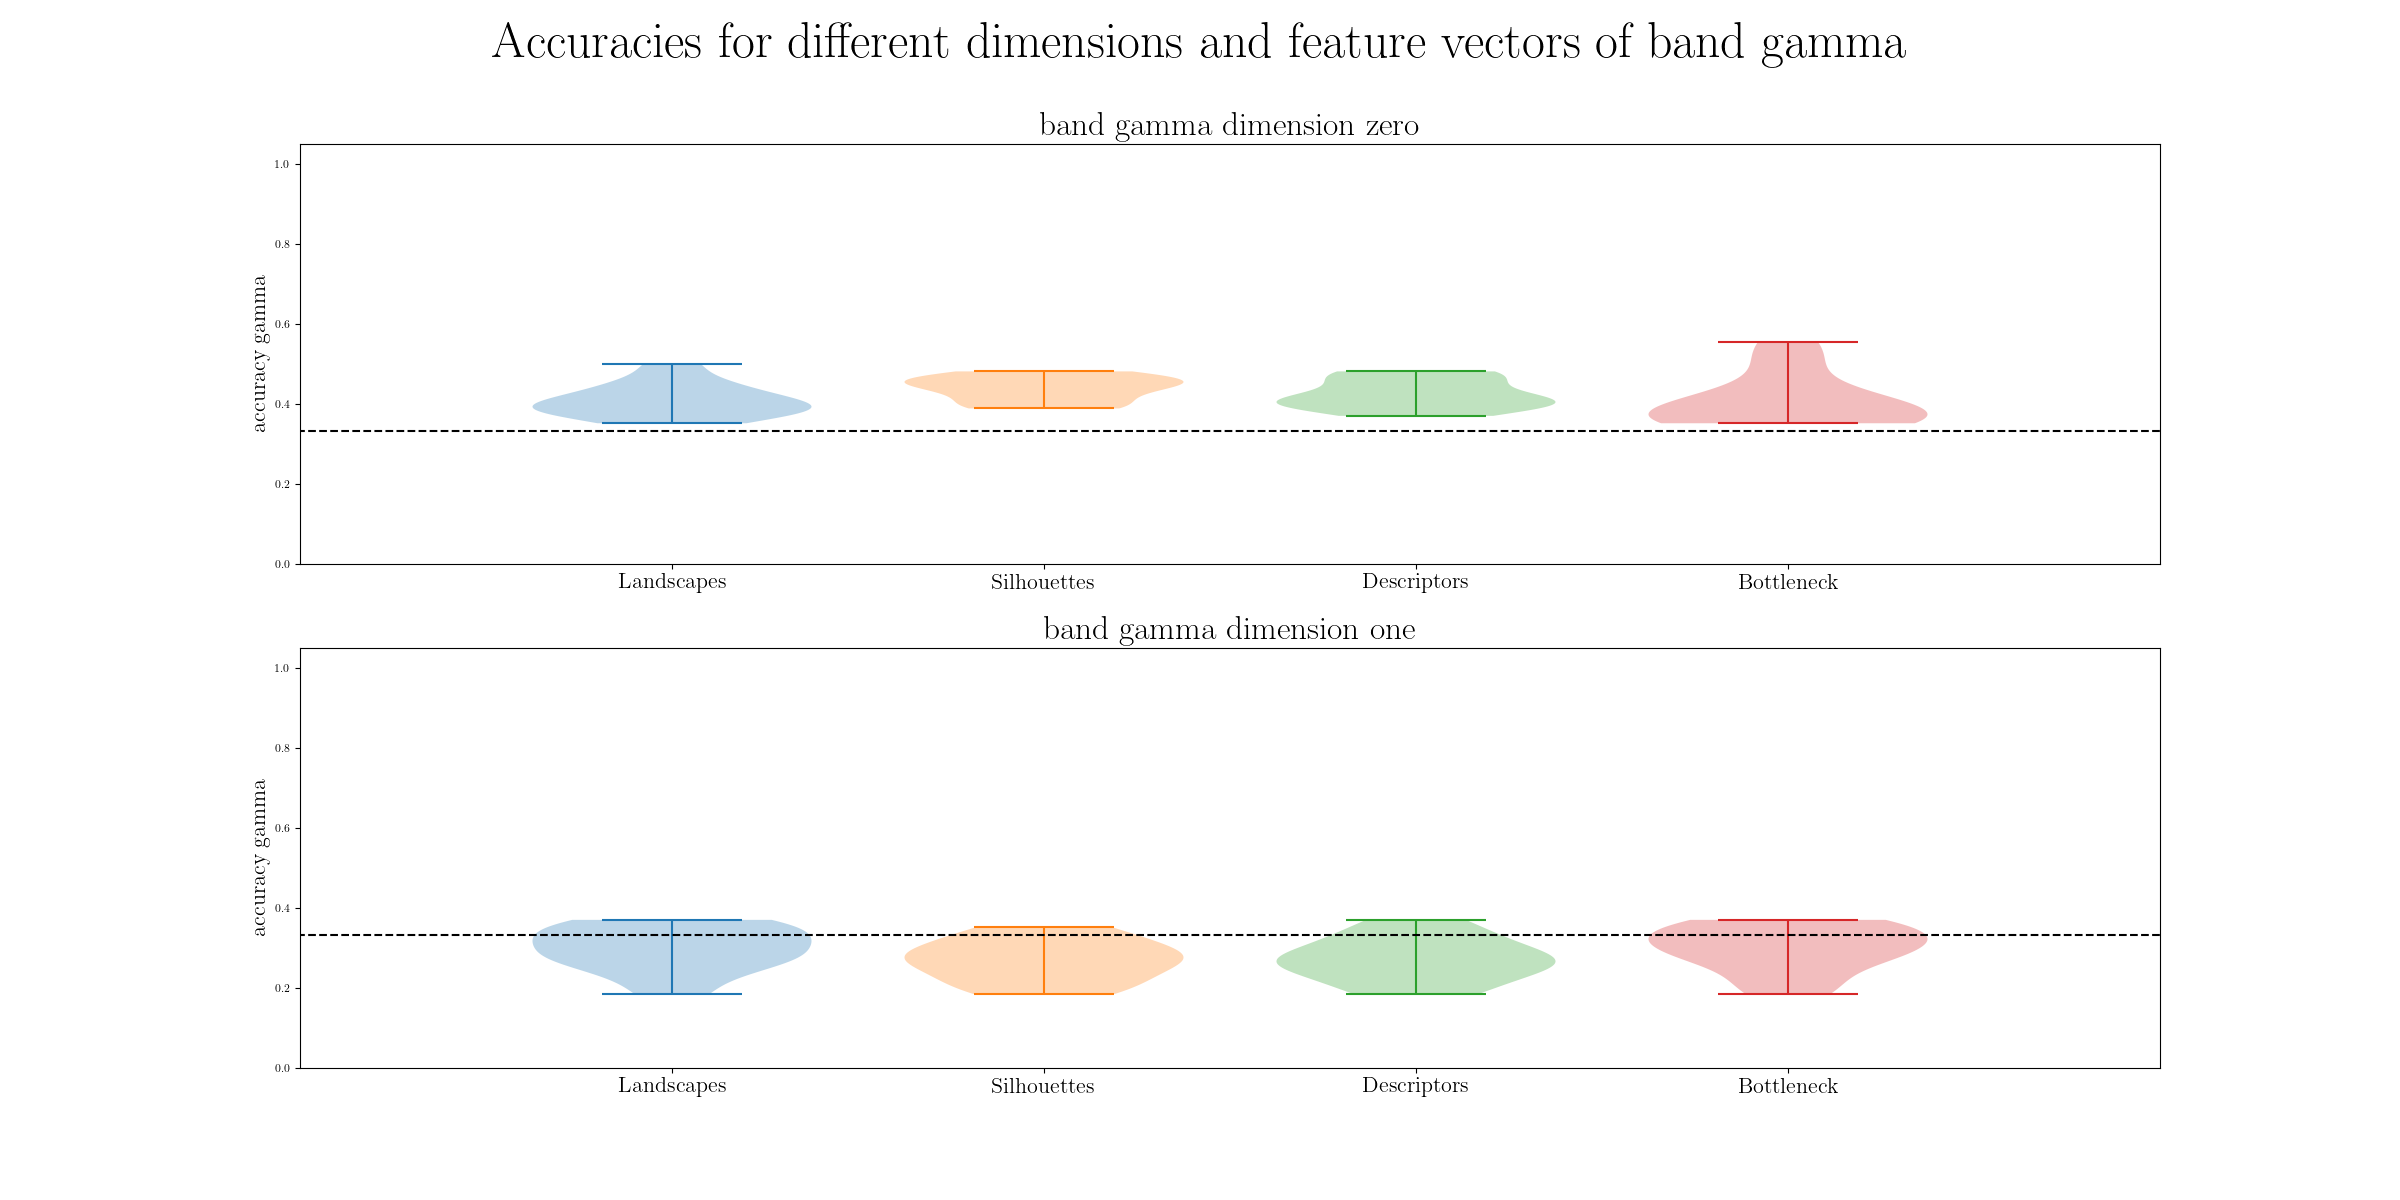 Accuracies for different dimensions and feature vectors of band gamma
band gamma dimension zero
1.0
0.8
0.6
0.4
0.2
0.0
accuracy gamma
Landscapes Silhouettes Descriptors Bottleneck
band gamma dimension one
1.0
0.8
0.6
0.4
0.2
0.0
accuracy gamma
Landscapes Silhouettes Descriptors Bottleneck